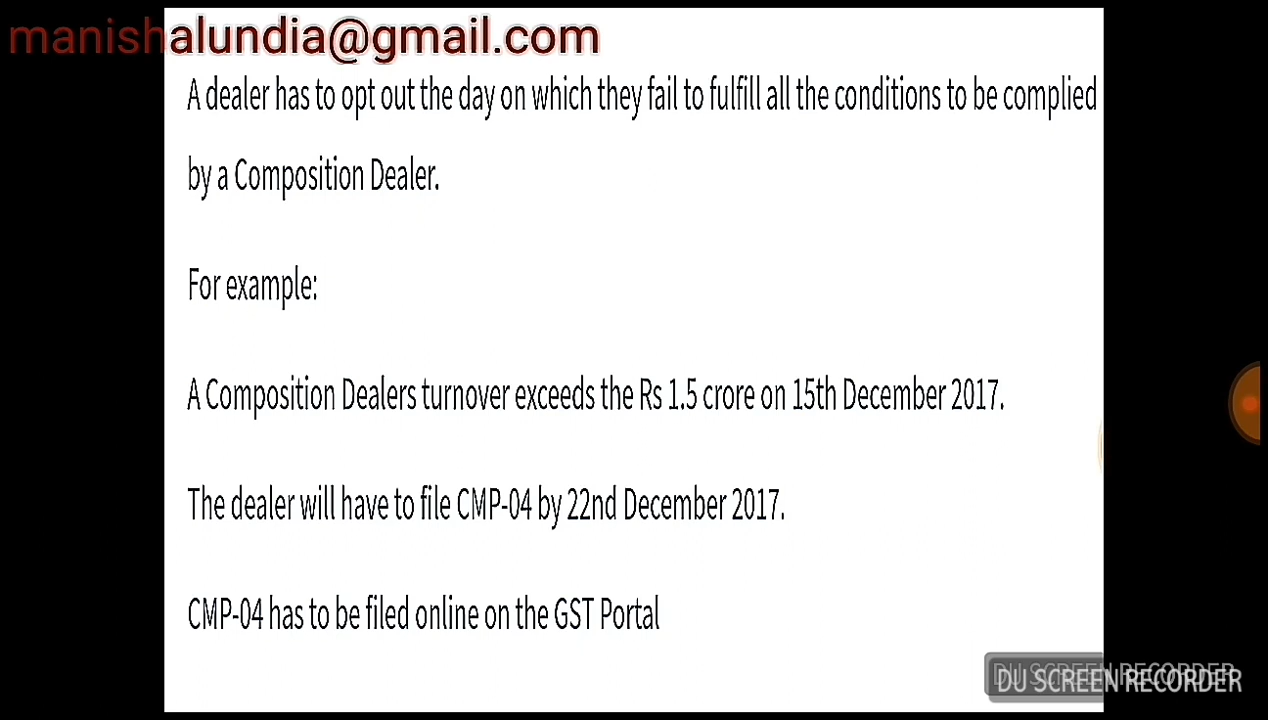 manishalundia@gmail.com
A dealer has to opt out the day on which they fail to fulfill all the conditions to be complied
by a Composition Dealer.
For example:
A Composition Dealers turnover exceeds the Rs 1.5 crore on 15th December 2017.
The dealer will have to file CMP-04 by 22nd December 2017.
CMP-04 has to be filed online on the GST Portal
DU SCREEN RECORDER